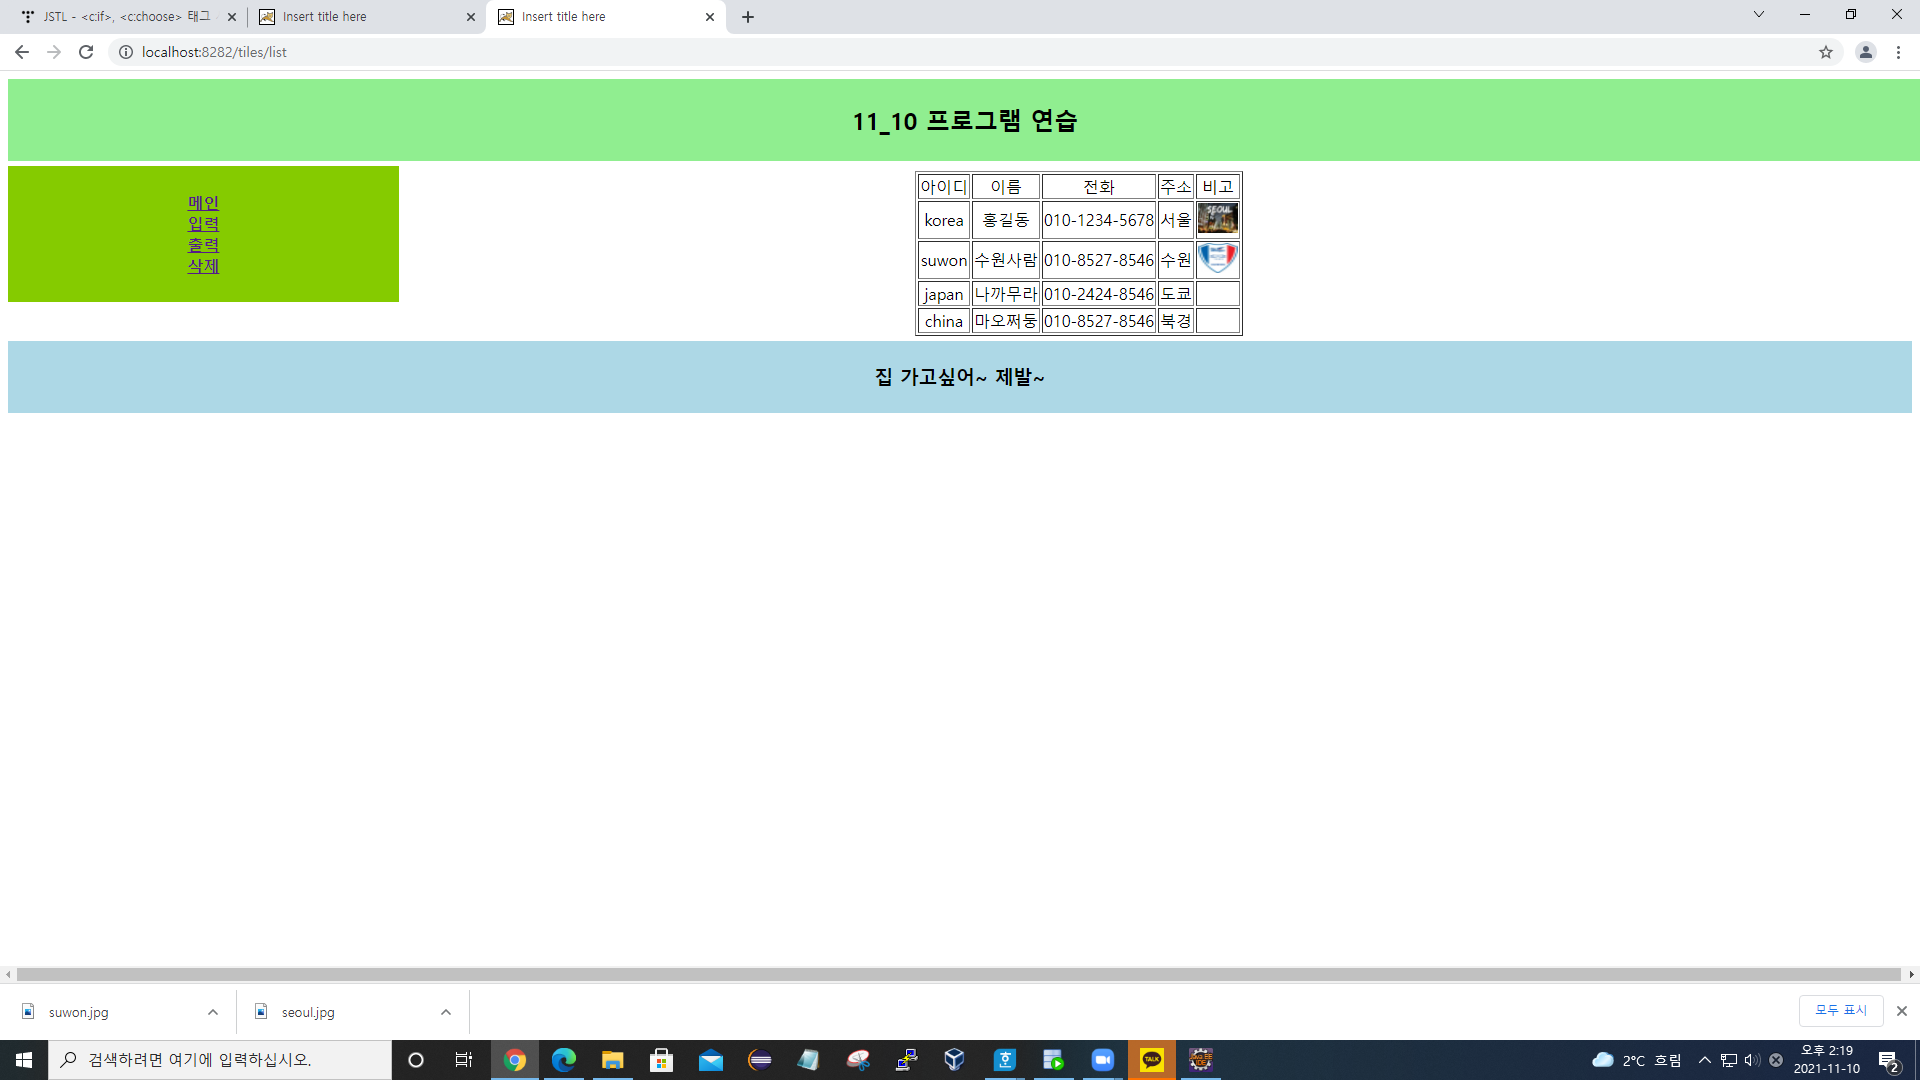 JSTL - <c:if>, <c:choose> 태그
Insert title here
Insert title here
localhost:8282/tiles/list
11_10 프로그램 연습
메인
입력
출력
삭제
아이디 이름 전화 주소 비고
korea 홍길동 010-1234-5678 서울
SEOUL
suwon 수원사람 010-8527-8546 수원
japan 나까무라 010-2424-8546 도쿄
china 마오쩌둥 010-8527-8546 북경
집 가고싶어~ 제발~
suwon.jpg
seoul.jpg
모두 표시
검색하려면 여기에 입력하십시오.
호
TALK
2°C 흐림
오후 2:19
2021-11-10
2